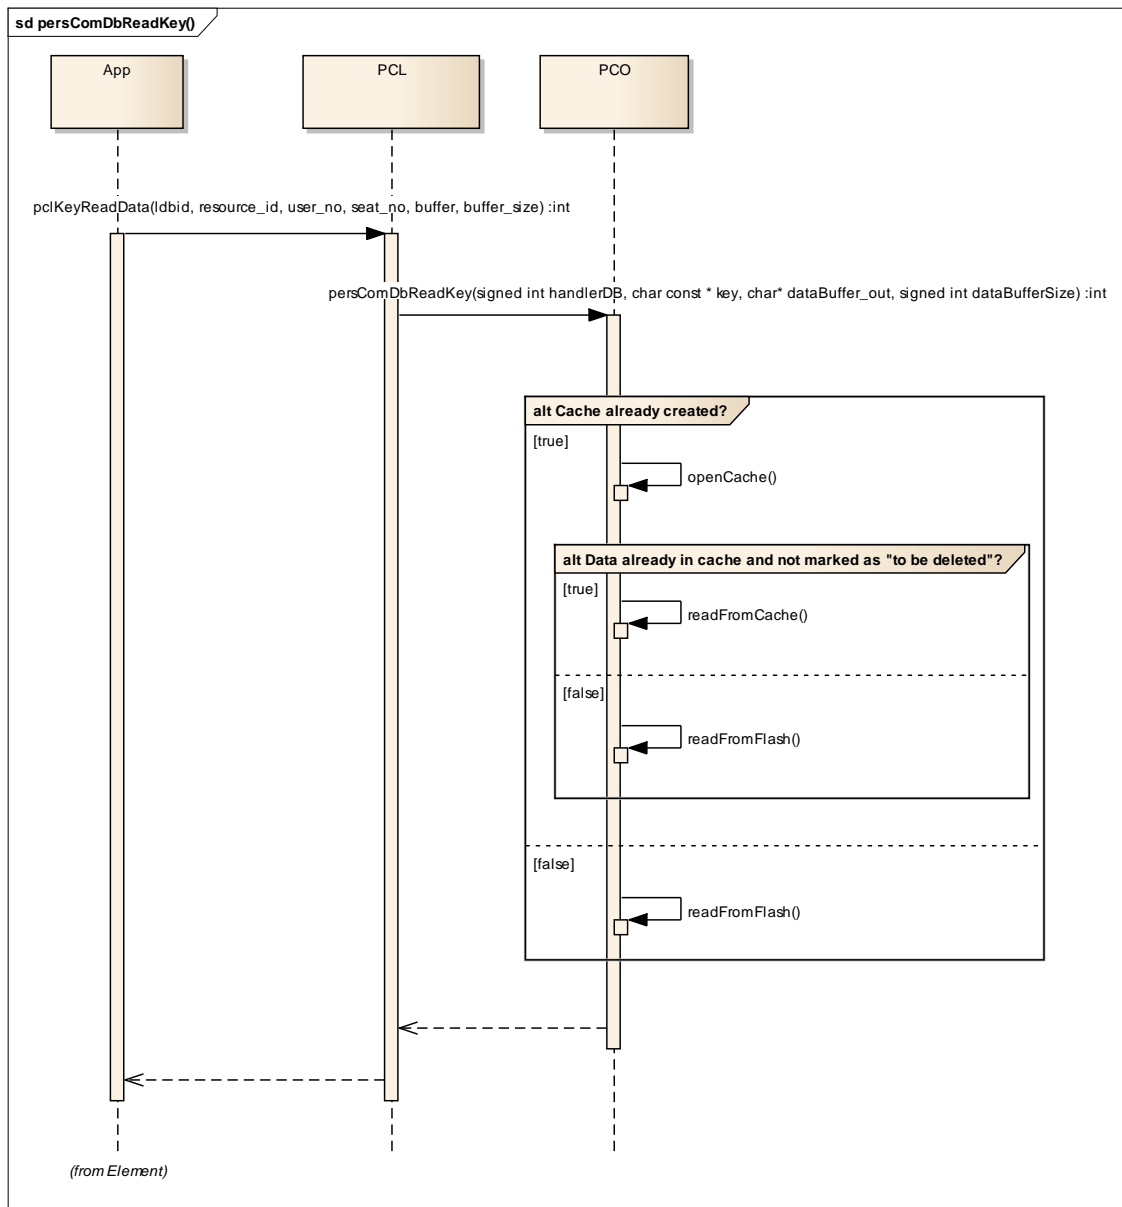 sd persComDbReadKey()
App
PCL
PCO
pclKeyReadData(ldbid, resource_id, user_no, seat_no, buffer, buffer_size) :int
persComDbReadKey(signed int handlerDB, char const * key, char* dataBuffer_out, signed int dataBufferSize) :int
alt Cache already created?
[true]
openCache()
alt Data already in cache and not marked as "to be deleted"?
[true]
readFromCache()
[false]
readFromFlash()
[false]
readFromFlash()
(from Element)